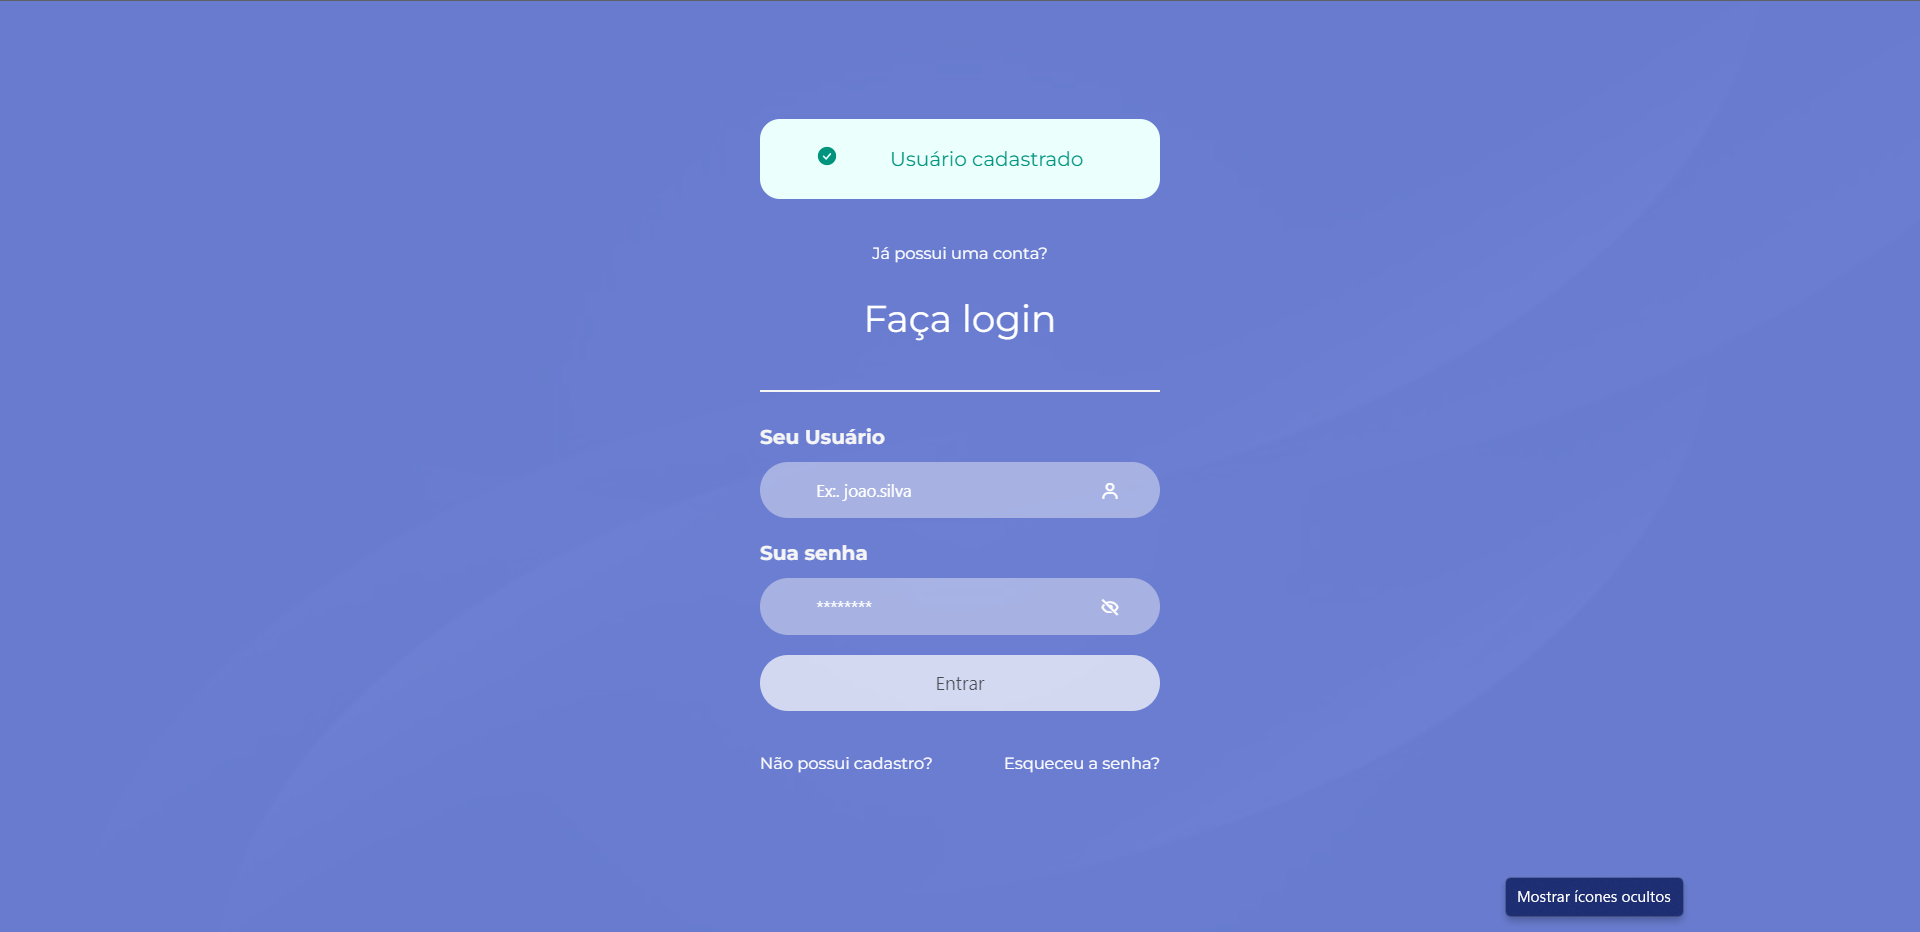 Usuário cadastrado
Já possui uma conta?
Faça login
Seu Usuário
Ex:. joao.silva
Sua senha
********
Entrar
Não possui cadastro? Esqueceu a senha?
Mostrar ícones ocultos